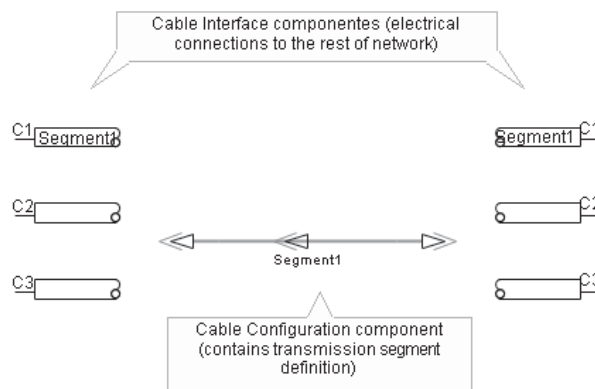 Cable Interface componentes (electrical
connections to the rest of network)
C1
Segment1
Segment1
C1
C2
C2
Segment1
C3
C3
Cable Configuration component
(contains transmission segment
definition)